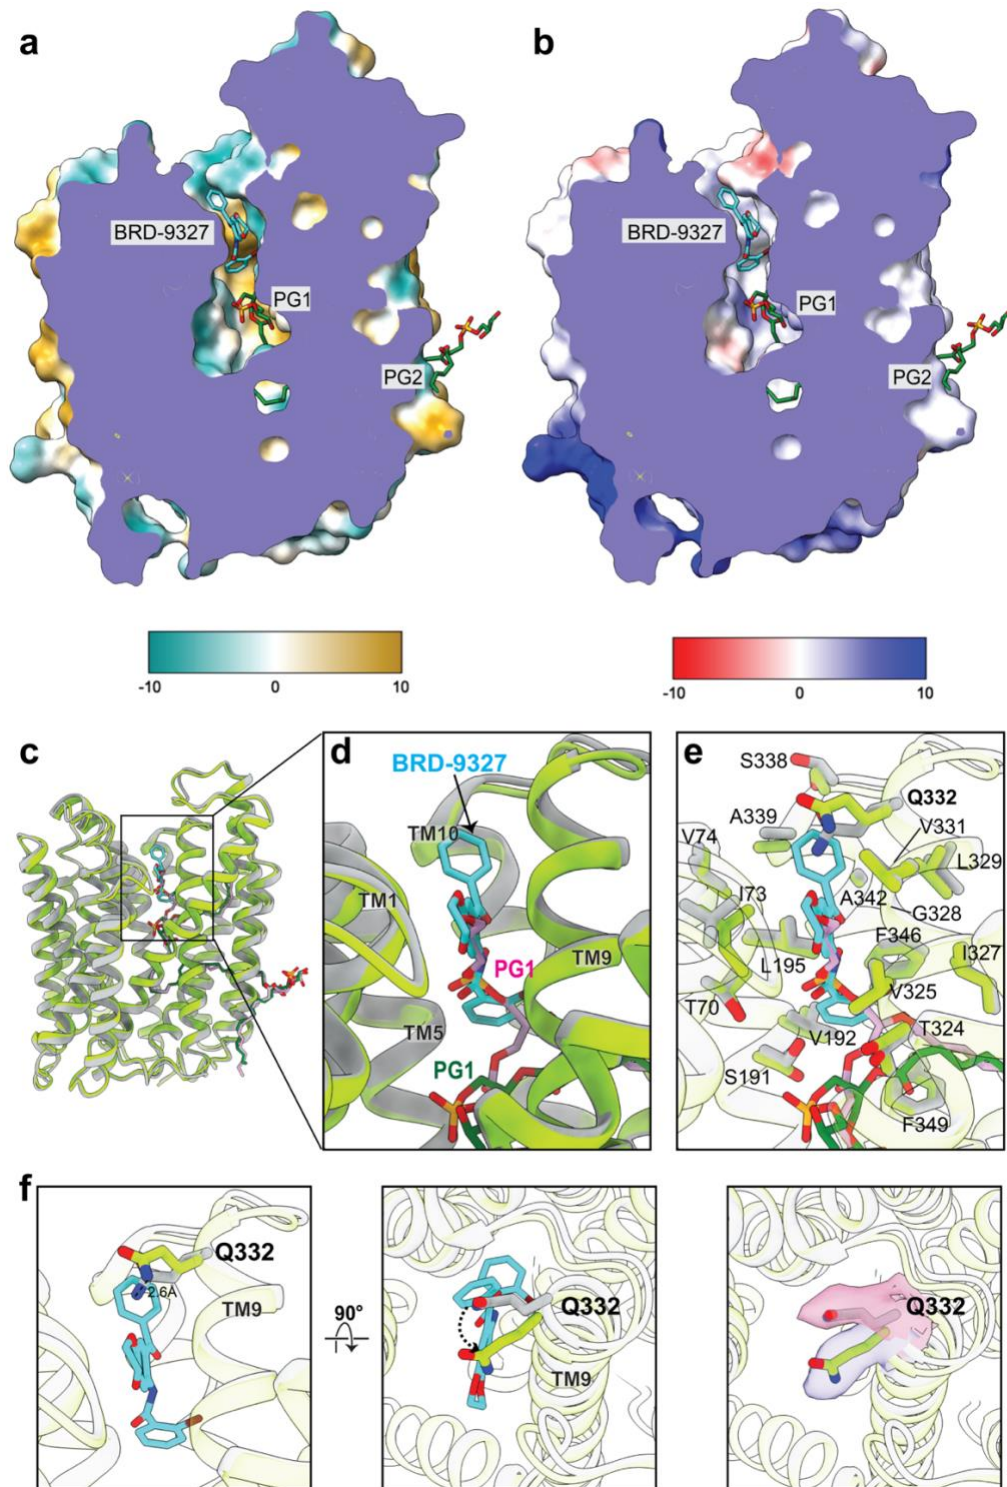 a
BRD-9327
PG1
PG2
-10 0 10
b
BRD-9327
PG1
PG2
-10 0 10
c
d
BRD-9327
TM10
TM1
PG1
TM9
TM5
PG1
e
S338
Q332
A339
V331
V74
L329
I73
A342
G328
F346
L195
I327
V325
T70
V192
T324
S191
F349
f
Q332
2.6Å
TM9
90°
Q332
TM9
Q332